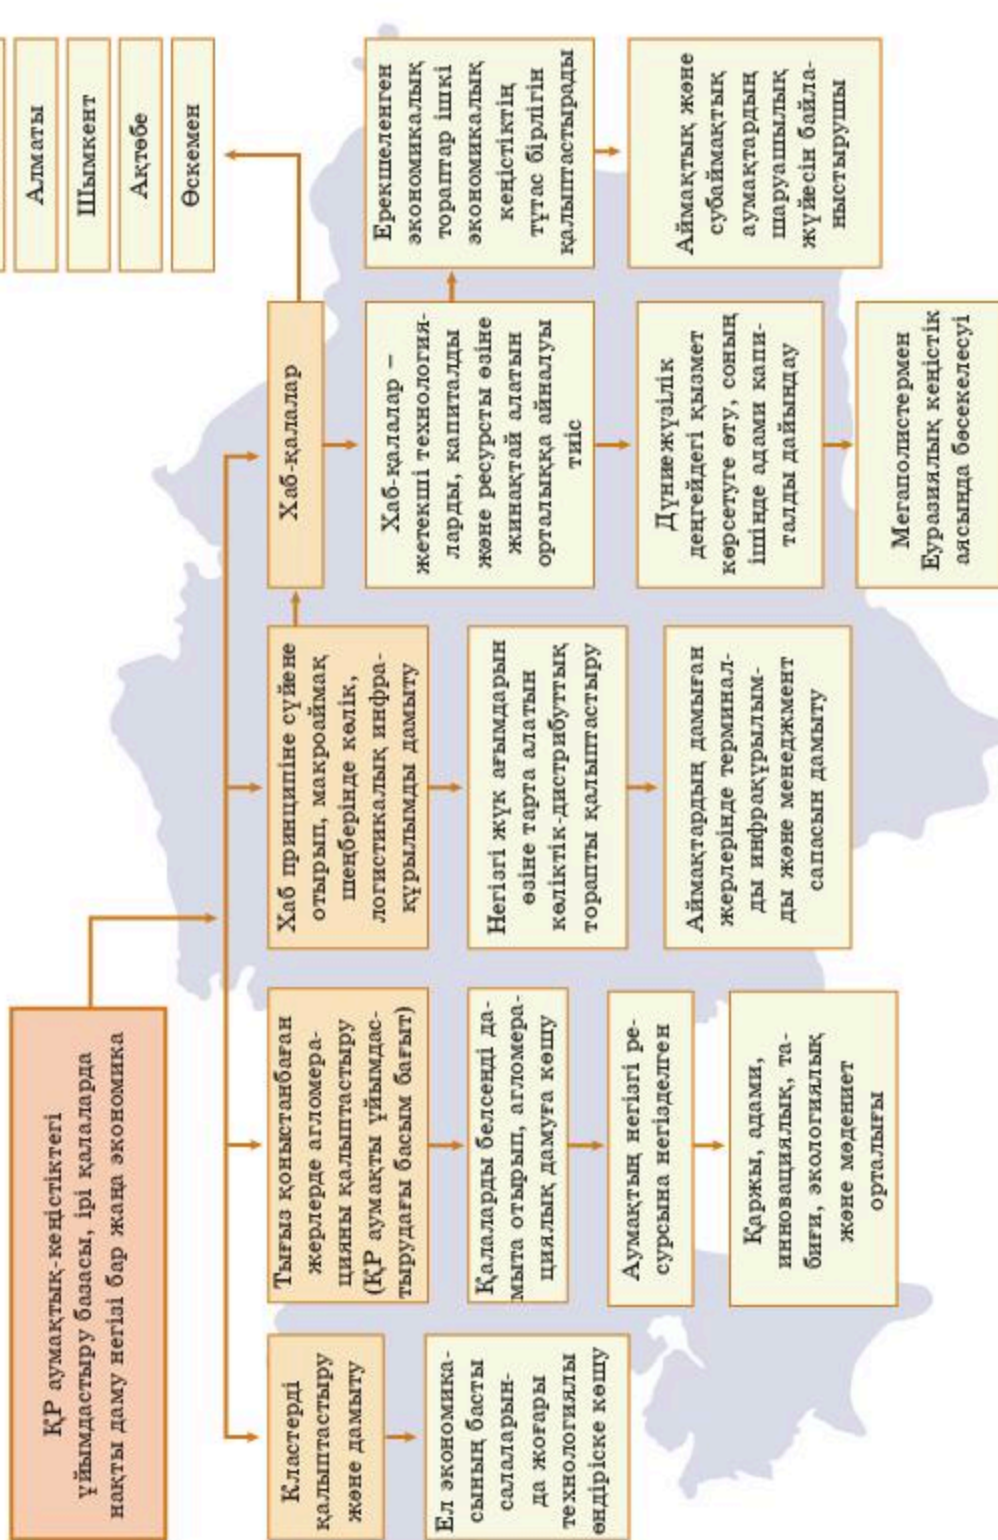 ҚР аумақтық-кеңістіктегі
ұйымдастыру базасы, ірі қалаларда
нақты даму негізі бар жаңа экономика
Кластерді
қалыптастыру
және дамыту
Ел экономика-
сының басты
салаларын-
да жоғары
технологиялы
өндіріске көшу
Тығыз қоныстанбаған
жерлерде агломера-
цияны қалыптастыру
(ҚР аумақты ұйымдас-
тырудағы басым бағыт)
Қалаларды белсенді да-
мыта отырып, агломера-
циялық дамуға көшу
Аумақтың негізгі ре-
сурсына негізделген
Қаржы, адами,
инновациялық, та-
биғи, экологиялық
және мәдениет
орталығы
Хаб принципіне сүйене
отырып, макроаймақ
шеңберінде көлік,
логистикалық инфра-
құрылымды дамыту
Негізгі жүк ағымдарын
өзіне тарта алатын
көліктік-дистрибуттық
торапты қалыптастыру
Аймақтардың дамыған
жерлерінде терминал-
ды инфрақұрылым-
ды және менеджмент
сапасын дамыту
Хаб-қалалар
Хаб-қалалар –
жетекші технология-
ларды, капиталды
және ресурсты өзіне
жинақтай алатын
орталыққа айналуы
тиіс
Дүниежүзілік
деңгейдегі қызмет
көрсетуге өту, соның
ішінде адами капи-
талды дайындау
Мегаполистермен
Еуразиялық кеңістік
аясында бәсекелесуі
Алматы
Шымкент
Ақтөбе
Өскемен
Ерекшеленген
экономикалық
тораптар ішкі
экономикалық
кеңістіктің
тұтас бірлігін
қалыптастырады
Аймақтық және
субаймақтық
аумақтардың
шаруашылық
жүйесін байла-
ныстырушы